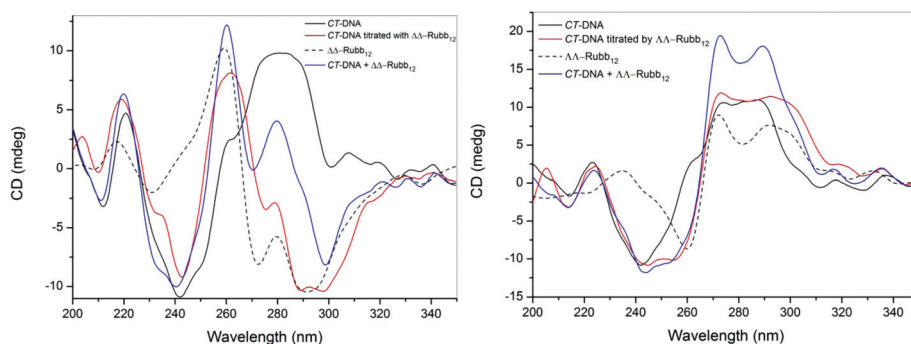 CT-DNA
CT-DNA titrated with ΔΔ-Rubb₁₂
ΔΔ-Rubb₁₂
CT-DNA + ΔΔ-Rubb₁₂
10
5
0
-5
-10
CD (mdeg)
200 220 240 260 280 300 320 340
Wavelength (nm)
CT-DNA
CT-DNA titrated by ΛΛ-Rubb₁₂
ΛΛ-Rubb₁₂
CT-DNA + ΛΛ-Rubb₁₂
25
20
15
10
5
0
-5
-10
-15
CD (medg)
200 220 240 260 280 300 320 340
Wavelength (nm)